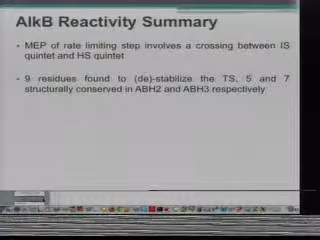 AlkB Reactivity Summary
• MEP of rate limiting step involves a crossing between IS
quintet and HS quintet
• 9 residues found to (de)-stabilize the TS, 5 and 7
structurally conserved in ABH2 and ABH3 respectively